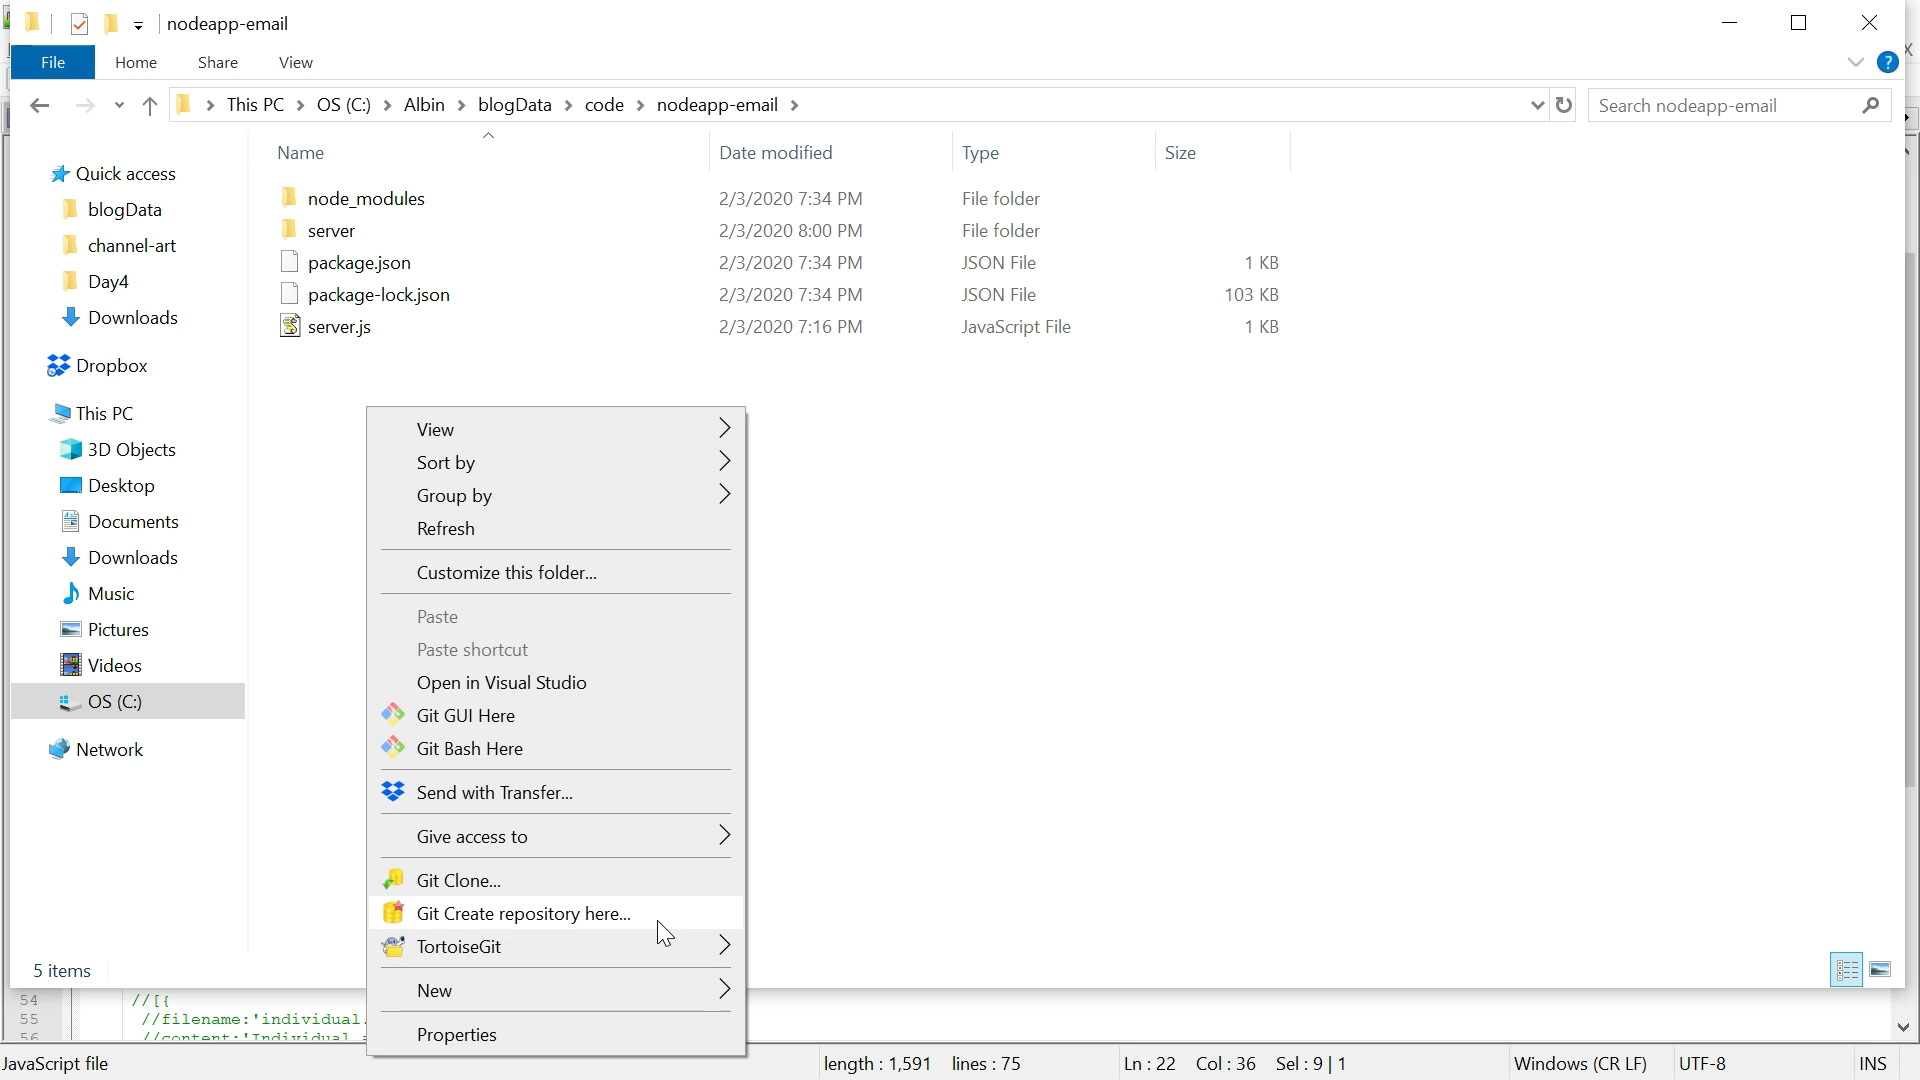 nodeapp-email
File Home Share View
This PC OS (C:) Albin blogData code nodeapp-email
Search nodeapp-email
Name Date modified Type Size
Quick access
blogData
channel-art
Day4
Downloads
Dropbox
This PC
3D Objects
Desktop
Documents
Downloads
Music
Pictures
Videos
OS (C:)
Network
node_modules 2/3/2020 7:34 PM File folder
server 2/3/2020 8:00 PM File folder
package.json 2/3/2020 7:34 PM JSON File 1 KB
package-lock.json 2/3/2020 7:34 PM JSON File 103 KB
server.js 2/3/2020 7:16 PM JavaScript File 1 KB
View
Sort by
Group by
Refresh
Customize this folder...
Paste
Paste shortcut
Open in Visual Studio
Git GUI Here
Git Bash Here
Send with Transfer...
Give access to
Git Clone...
Git Create repository here...
TortoiseGit
New
Properties
5 items
54 //[{
55 //filename:'individual.
56 //content:'Individual
JavaScript file length : 1,591 lines : 75 Ln : 22 Col : 36 Sel : 9 | 1 Windows (CR LF) UTF-8 INS